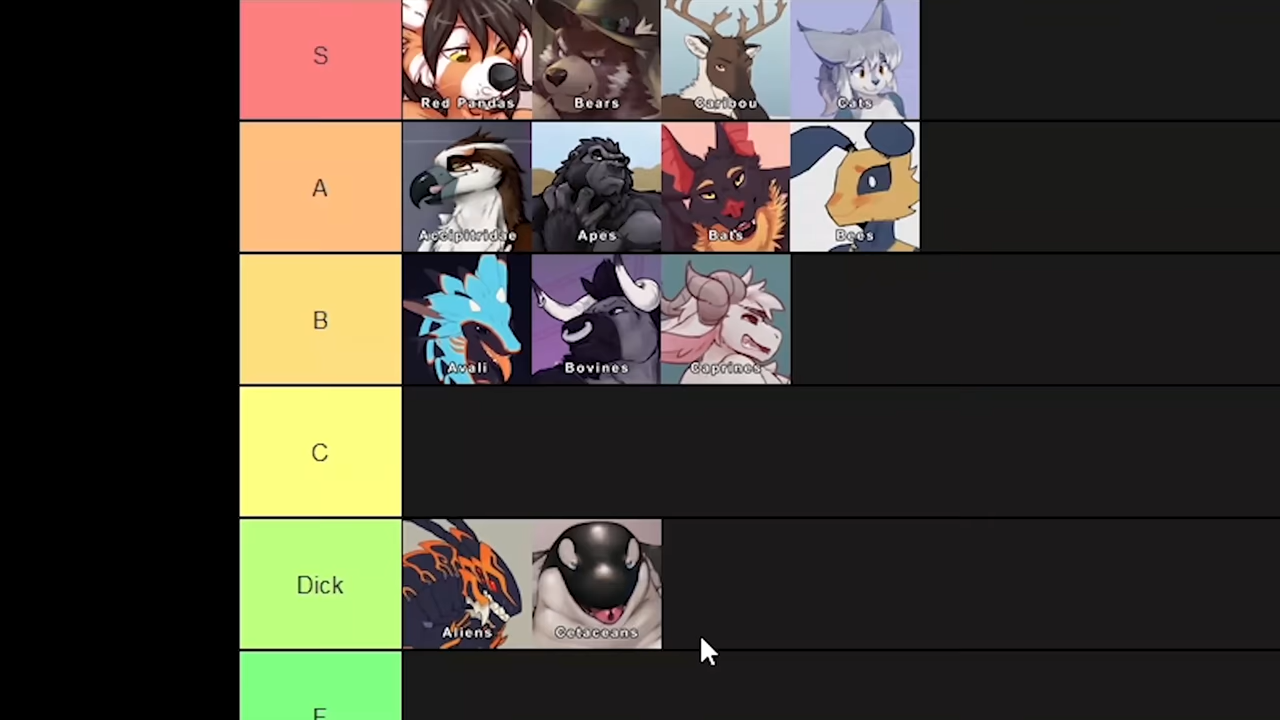 S
Red Pandas
Bears
Caribou
Cats
A
Accipitridae
Apes
Bats
Bees
B
Avali
Bovines
Caprines
C
Dick
Aliens
Cetaceans